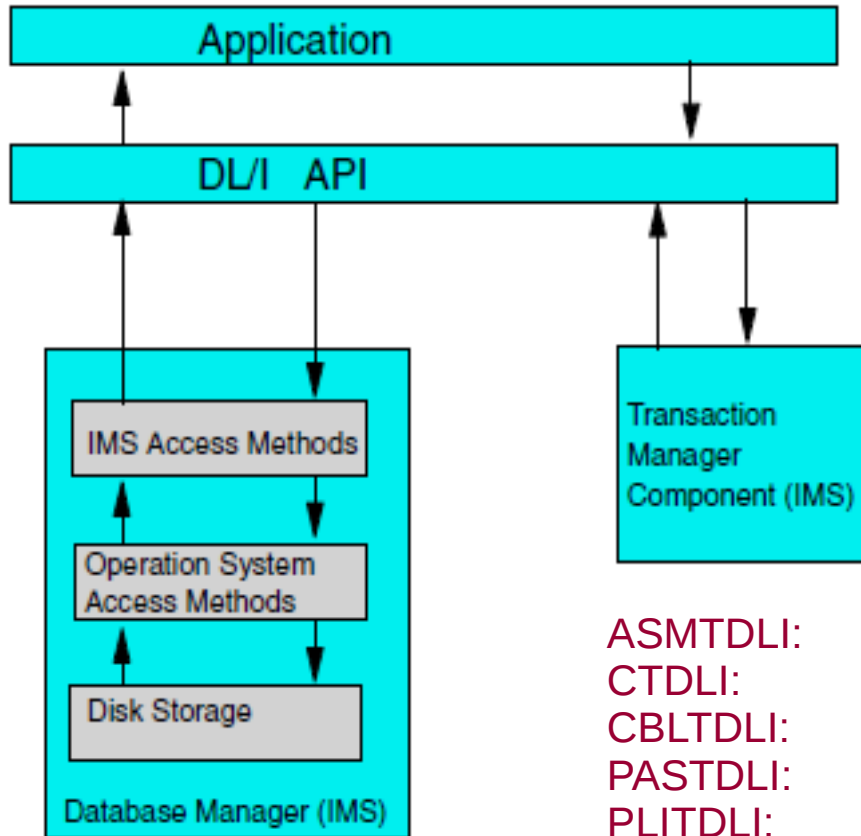 Application
DL/I API
IMS Access Methods
Operation System
Access Methods
Disk Storage
Database Manager (IMS)
Transaction
Manager
Component (IMS)
ASMTDLI:
CTDLI:
CBLTDLI:
PASTDLI:
PLITDLI: